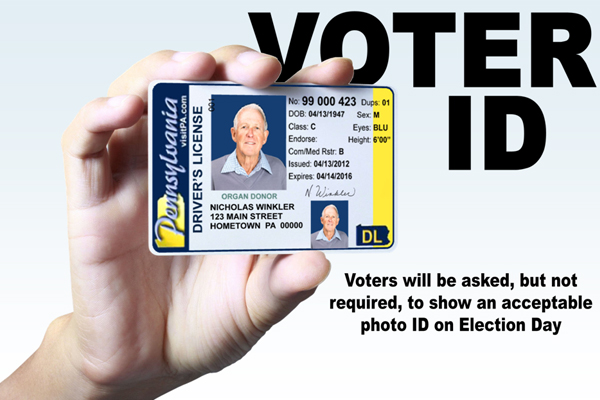 VOTER
ID
Pennsylvania
visitPA.com
DRIVER'S LICENSE
001
No: 99 000 423 Dups: 01
DOB: 04/13/1947 Sex: M
Class: C Eyes: BLU
Endorse: Height: 6'00"
Com/Med Rstr: B
Issued: 04/13/2012
Expires: 04/14/2016
N Winkler
ORGAN DONOR
NICHOLAS WINKLER
123 MAIN STREET
HOMETOWN PA 00000
DL
Voters will be asked, but not
required, to show an acceptable
photo ID on Election Day